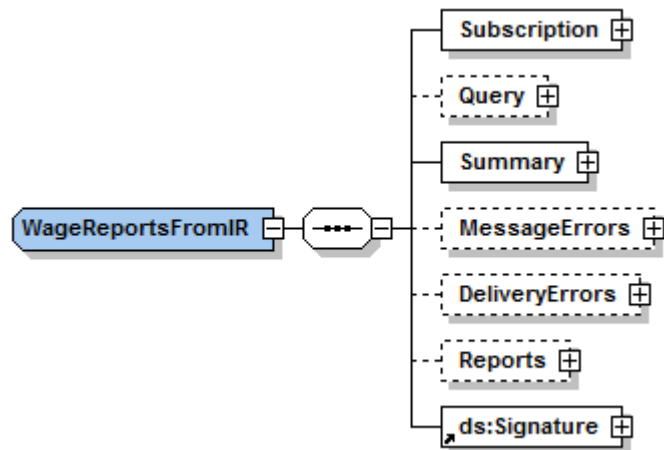 Subscription
Query
Summary
WageReportsFromIR
MessageErrors
DeliveryErrors
Reports
ds:Signature